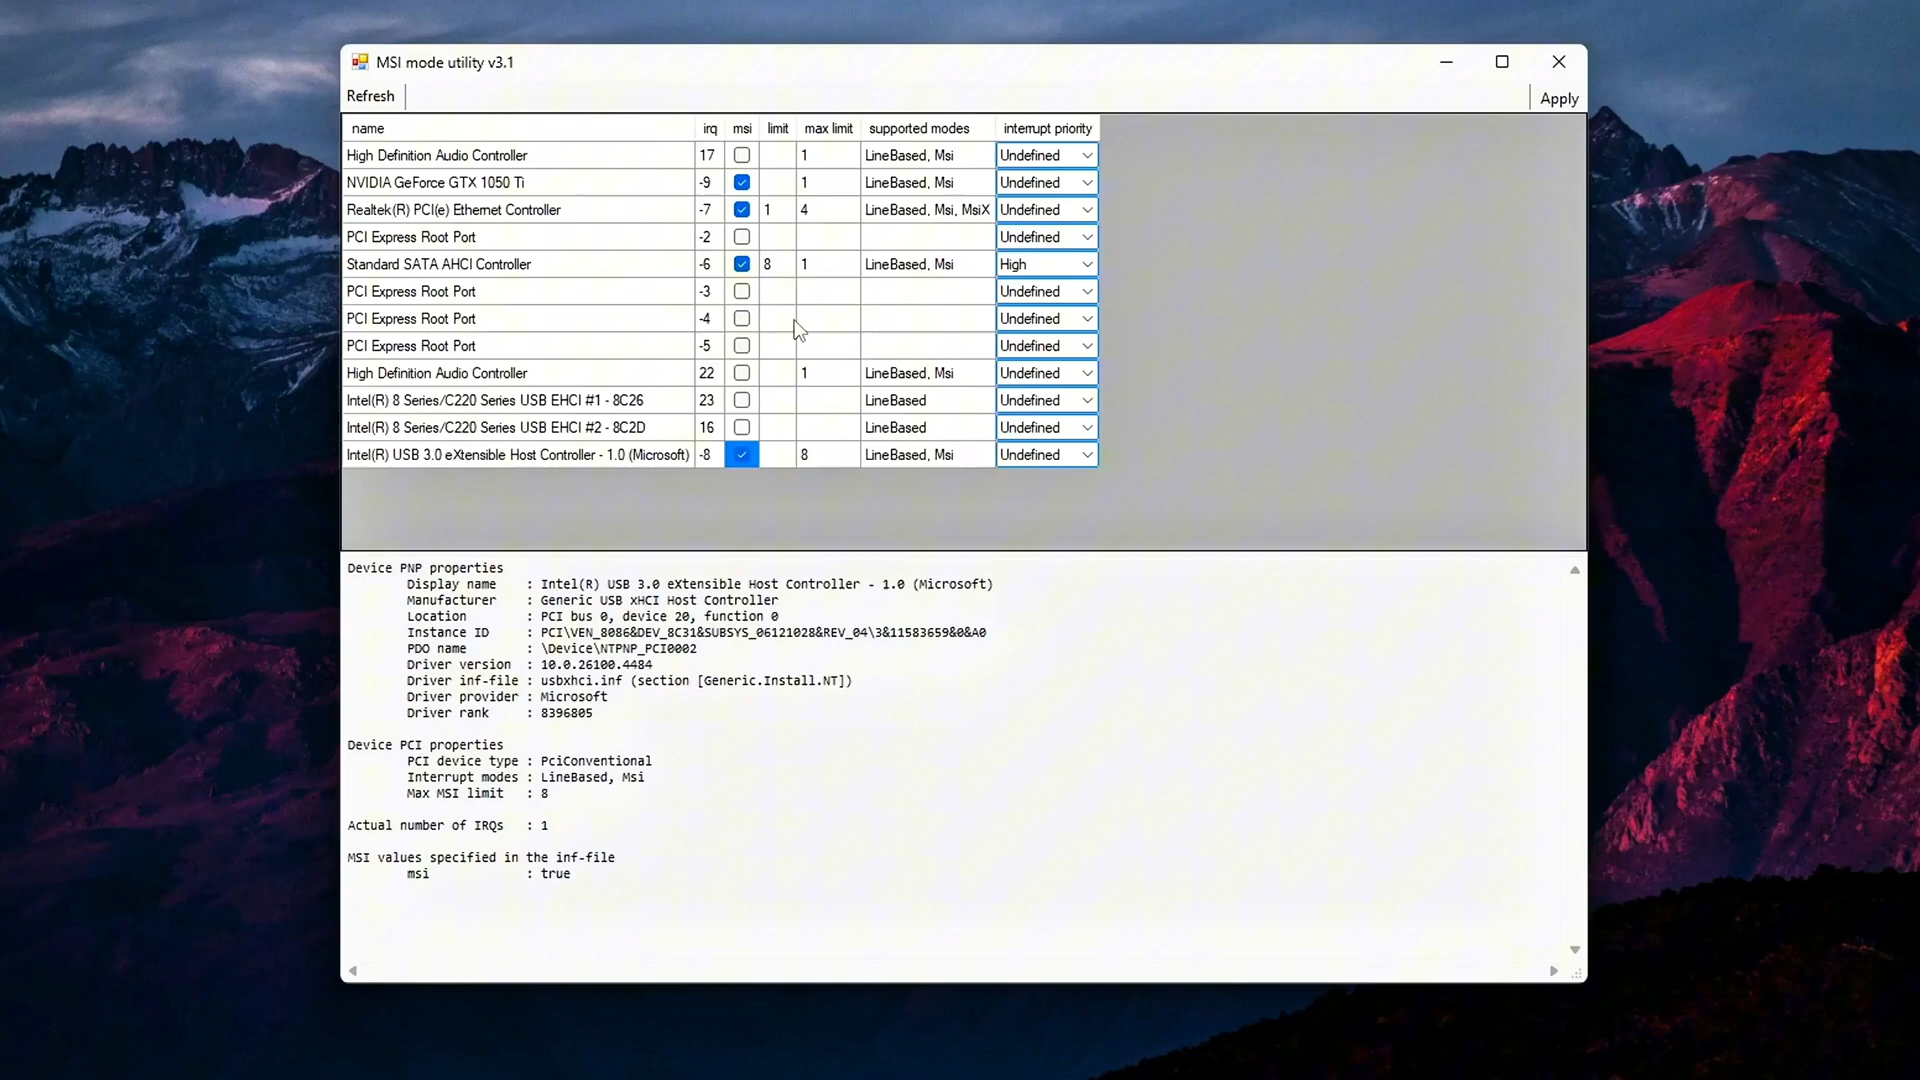 MSI mode utility v3.1
Refresh
Apply
name irq msi limit max limit supported modes interrupt priority
High Definition Audio Controller 17 1 LineBased, Msi Undefined
NVIDIA GeForce GTX 1050 Ti -9 1 LineBased, Msi Undefined
Realtek(R) PCI(e) Ethernet Controller -7 1 4 LineBased, Msi, MsiX Undefined
PCI Express Root Port -2 Undefined
Standard SATA AHCI Controller -6 8 1 LineBased, Msi High
PCI Express Root Port -3 Undefined
PCI Express Root Port -4 Undefined
PCI Express Root Port -5 Undefined
High Definition Audio Controller 22 1 LineBased, Msi Undefined
Intel(R) 8 Series/C220 Series USB EHCI #1 - 8C26 23 LineBased Undefined
Intel(R) 8 Series/C220 Series USB EHCI #2 - 8C2D 16 LineBased Undefined
Intel(R) USB 3.0 eXtensible Host Controller - 1.0 (Microsoft) -8 8 LineBased, Msi Undefined
Device PNP properties
Display name : Intel(R) USB 3.0 eXtensible Host Controller - 1.0 (Microsoft)
Manufacturer : Generic USB xHCI Host Controller
Location : PCI bus 0, device 20, function 0
Instance ID : PCI\VEN_8086&DEV_8C31&SUBSYS_06121028&REV_04\3&11583659&0&A0
PDO name : \Device\NTPNP_PCI0002
Driver version : 10.0.26100.4484
Driver inf-file : usbxhci.inf (section [Generic.Install.NT])
Driver provider : Microsoft
Driver rank : 8396805
Device PCI properties
PCI device type : PciConventional
Interrupt modes : LineBased, Msi
Max MSI limit : 8
Actual number of IRQs : 1
MSI values specified in the inf-file
msi : true